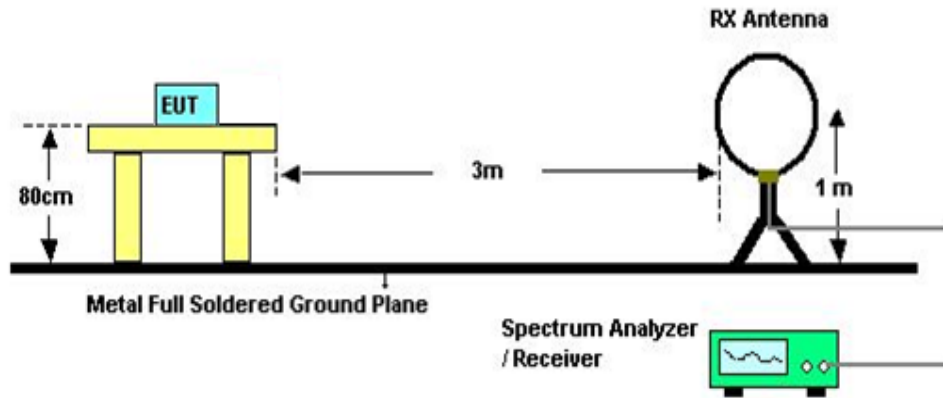 RX Antenna
EUT
80cm
3m
1 m
Metal Full Soldered Ground Plane
Spectrum Analyzer
/ Receiver